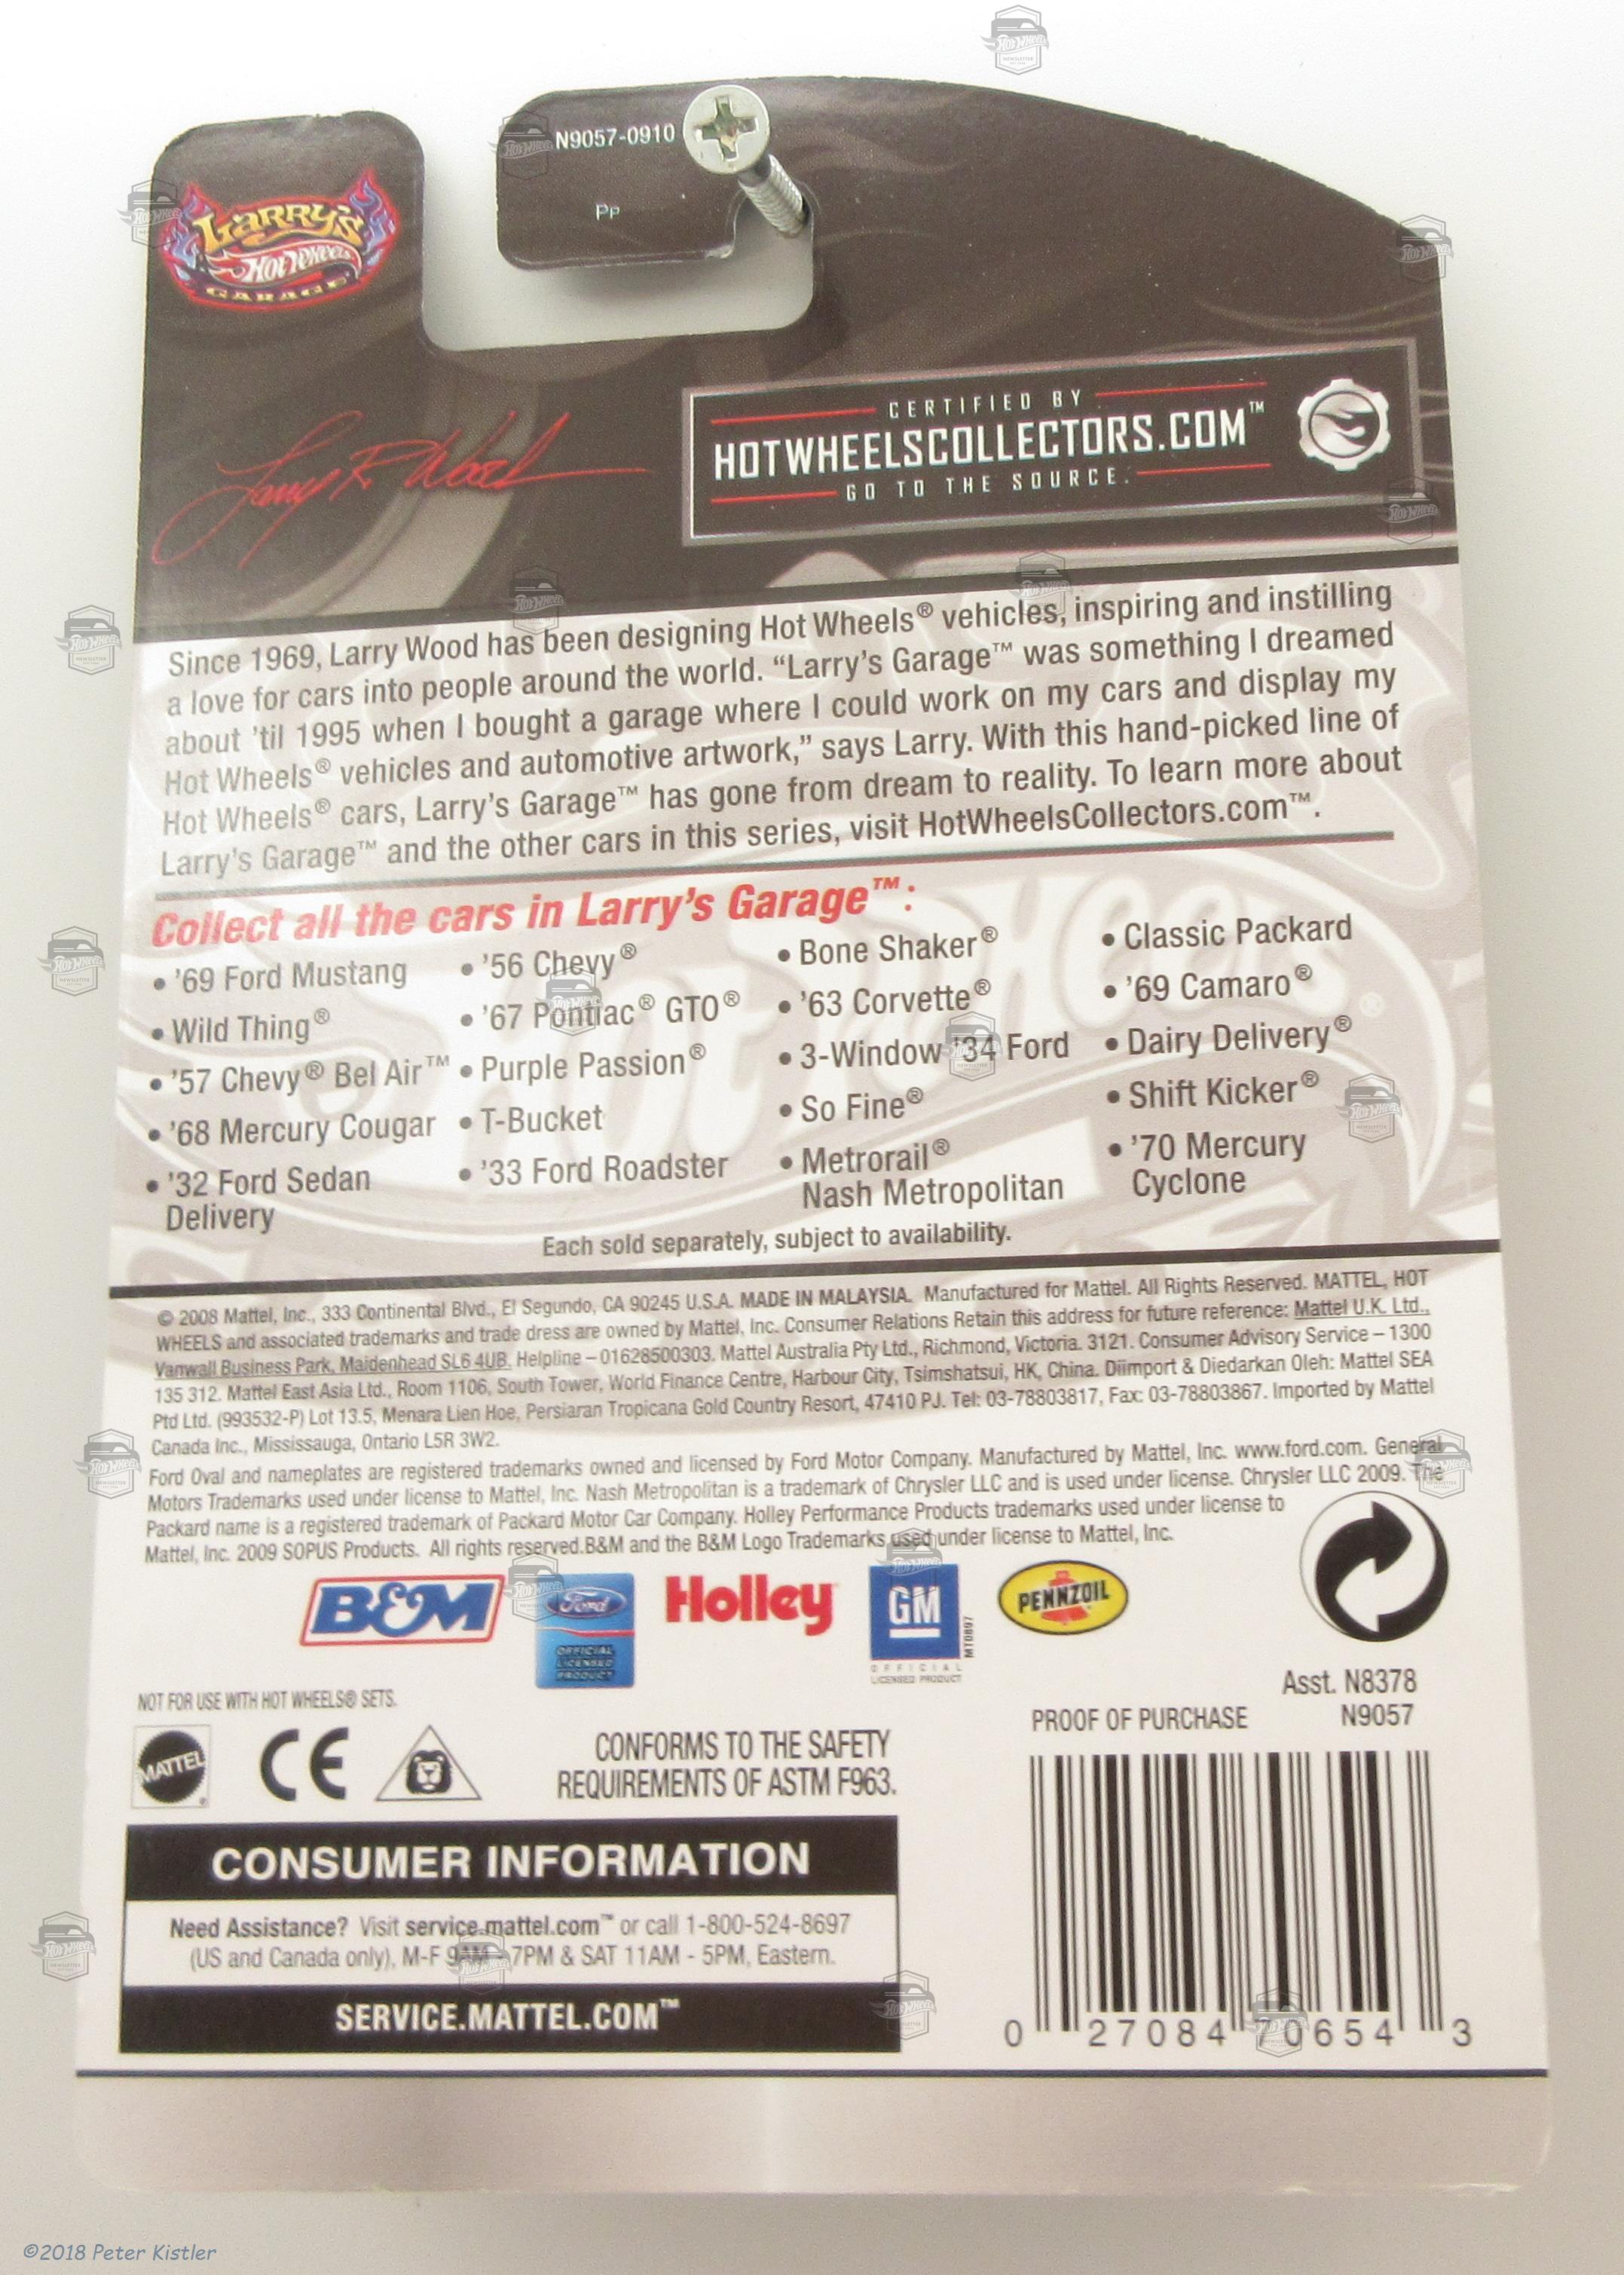 N9057-0910
Pp
LARRY'S
Hot Wheels
GARAGE
Larry R Wood
CERTIFIED BY
HOTWHEELSCOLLECTORS.COM™
GO TO THE SOURCE.
Since 1969, Larry Wood has been designing Hot Wheels® vehicles, inspiring and instilling
a love for cars into people around the world. “Larry’s Garage™ was something I dreamed
about ’til 1995 when I bought a garage where I could work on my cars and display my
Hot Wheels® vehicles and automotive artwork,” says Larry. With this hand-picked line of
Hot Wheels® cars, Larry’s Garage™ has gone from dream to reality. To learn more about
Larry’s Garage™ and the other cars in this series, visit HotWheelsCollectors.com™.
Collect all the cars in Larry’s Garage™:
• ’69 Ford Mustang
• Wild Thing®
• ’57 Chevy® Bel Air™
• ’68 Mercury Cougar
• ’32 Ford Sedan
Delivery
• ’56 Chevy®
• ’67 Pontiac® GTO®
• Purple Passion®
• T-Bucket
• ’33 Ford Roadster
• Bone Shaker®
• ’63 Corvette®
• 3-Window ’34 Ford
• So Fine®
• Metrorail®
Nash Metropolitan
• Classic Packard
• ’69 Camaro®
• Dairy Delivery®
• Shift Kicker®
• ’70 Mercury
Cyclone
Each sold separately, subject to availability.
© 2008 Mattel, Inc., 333 Continental Blvd., El Segundo, CA 90245 U.S.A. MADE IN MALAYSIA. Manufactured for Mattel. All Rights Reserved. MATTEL, HOT
WHEELS and associated trademarks and trade dress are owned by Mattel, Inc. Consumer Relations Retain this address for future reference: Mattel U.K. Ltd.,
Vanwall Business Park, Maidenhead SL6 4UB. Helpline – 01628500303. Mattel Australia Pty Ltd., Richmond, Victoria. 3121. Consumer Advisory Service – 1300
135 312. Mattel East Asia Ltd., Room 1106, South Tower, World Finance Centre, Harbour City, Tsimshatsui, HK, China. Diimport & Diedarkan Oleh: Mattel SEA
Ptd Ltd. (993532-P) Lot 13.5, Menara Lien Hoe, Persiaran Tropicana Gold Country Resort, 47410 PJ. Tel: 03-78803817, Fax: 03-78803867. Imported by Mattel
Canada Inc., Mississauga, Ontario L5R 3W2.
Ford Oval and nameplates are registered trademarks owned and licensed by Ford Motor Company. Manufactured by Mattel, Inc. www.ford.com. General
Motors Trademarks used under license to Mattel, Inc. Nash Metropolitan is a trademark of Chrysler LLC and is used under license. Chrysler LLC 2009. The
Packard name is a registered trademark of Packard Motor Car Company. Holley Performance Products trademarks used under license to
Mattel, Inc. 2009 SOPUS Products. All rights reserved.B&M and the B&M Logo Trademarks used under license to Mattel, Inc.
B&M
Ford
OFFICIAL
LICENSED
PRODUCT
Holley
GM
MT0897
OFFICIAL
LICENSED PRODUCT
PENNZOIL
NOT FOR USE WITH HOT WHEELS® SETS.
MATTEL
CE
CONFORMS TO THE SAFETY
REQUIREMENTS OF ASTM F963.
Asst. N8378
PROOF OF PURCHASE N9057
CONSUMER INFORMATION
Need Assistance? Visit service.mattel.com™ or call 1-800-524-8697
(US and Canada only), M-F 9AM - 7PM & SAT 11AM - 5PM, Eastern.
SERVICE.MATTEL.COM™
0 27084 70654 3
©2018 Peter Kistler